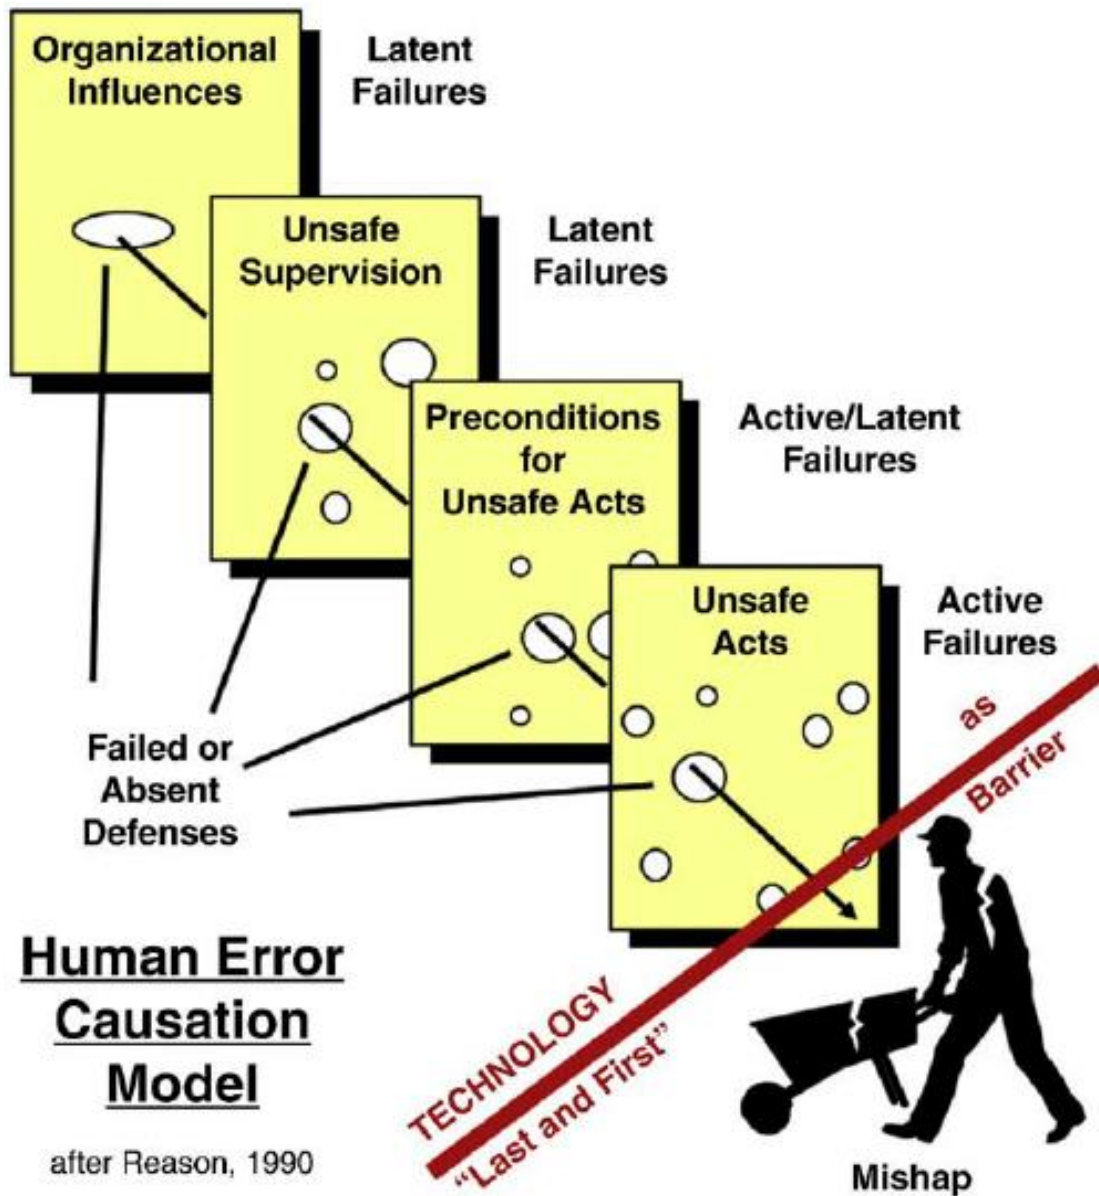 Organizational
Influences
Latent
Failures
Unsafe
Supervision
Latent
Failures
Preconditions
for
Unsafe Acts
Active/Latent
Failures
Unsafe
Acts
Active
Failures
Failed or
Absent
Defenses
TECHNOLOGY as
"Last and First" Barrier
Human Error
Causation
Model
after Reason, 1990
Mishap